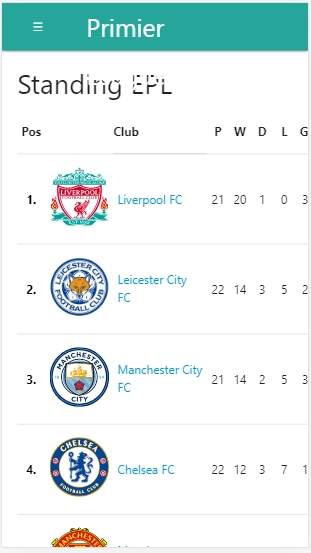 ☰ Primier
Standing EPL
Pos Club P W D L G
1. Liverpool FC 21 20 1 0 3
LIVERPOOL
FOOTBALL CLUB
EST 1892
2. Leicester City FC 22 14 3 5 2
LEICESTER CITY
FOOTBALL CLUB
3. Manchester City FC 21 14 2 5 3
MANCHESTER
CITY
4. Chelsea FC 22 12 3 7 1
CHELSEA
FOOTBALL CLUB
MANCHESTER